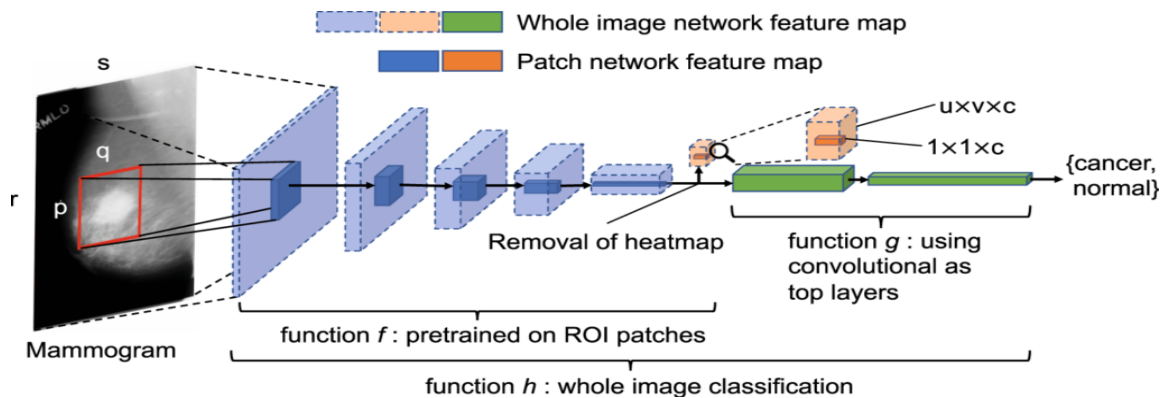 Whole image network feature map
Patch network feature map
s
RMLO
q
p
r
Mammogram
u×v×c
1×1×c
{cancer,
normal}
Removal of heatmap
function g : using
convolutional as
top layers
function f : pretrained on ROI patches
function h : whole image classification